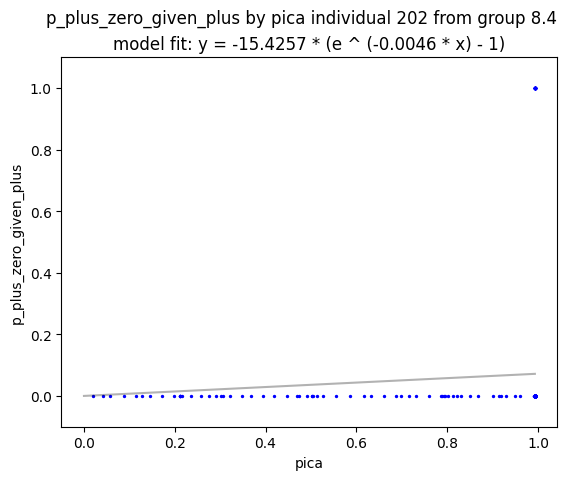 p_plus_zero_given_plus by pica individual 202 from group 8.4
model fit: y = -15.4257 * (e ^ (-0.0046 * x) - 1)
1.0
0.8
0.6
0.4
0.2
0.0
p_plus_zero_given_plus
0.0 0.2 0.4 0.6 0.8 1.0
pica